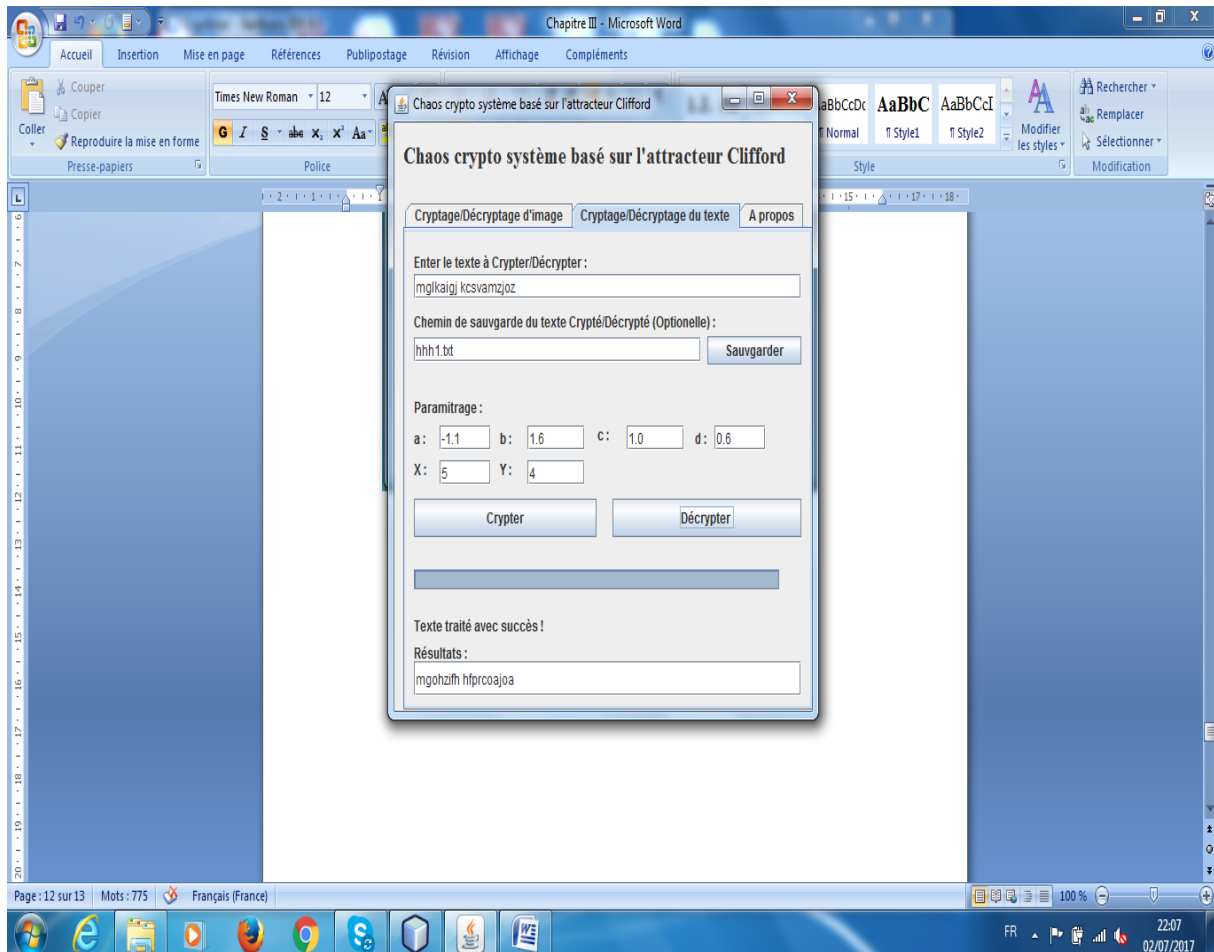 Chapitre III - Microsoft Word
Accueil Insertion Mise en page Références Publipostage Révision Affichage Compléments
Couper
Copier
Coller
Reproduire la mise en forme
Presse-papiers
Times New Roman 12
G I S abc X₂ X² Aa
Police
AaBbC AaBbCcI
¶ Normal ¶ Style1 ¶ Style2
Modifier les styles
Style
Rechercher
Remplacer
Sélectionner
Modification
Chaos crypto système basé sur l'attracteur Clifford
Chaos crypto système basé sur l'attracteur Clifford
Cryptage/Décryptage d'image Cryptage/Décryptage du texte A propos
Enter le texte à Crypter/Décrypter :
mglkaigj kcsvamzjoz
Chemin de sauvgarde du texte Crypté/Décrypté (Optionelle) :
hhh1.txt Sauvgarder
Paramitrage :
a : -1.1 b : 1.6 c : 1.0 d : 0.6
X : 5 Y : 4
Crypter Décrypter
Texte traité avec succès !
Résultats :
mgohzifh hfprcoajoa
Page : 12 sur 13 Mots : 775 Français (France) 100 %
FR 22:07
02/07/2017